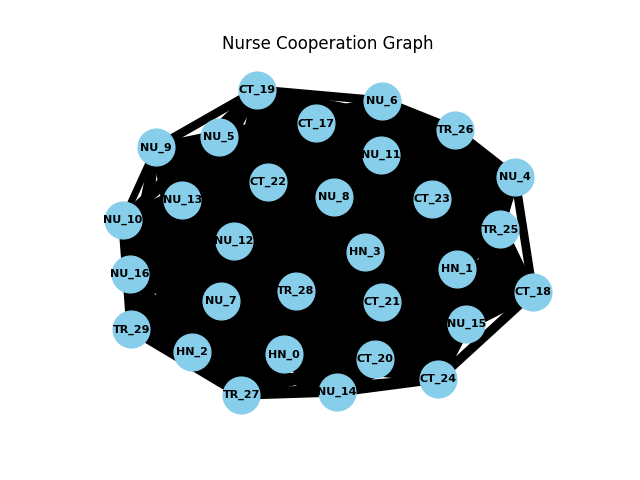 Nurse Cooperation Graph
CT_19
NU_6
CT_17
TR_26
NU_5
NU_9
NU_11
NU_4
CT_22
NU_8
CT_23
NU_13
NU_10
TR_25
NU_12
HN_3
HN_1
NU_16
TR_28
CT_18
NU_7
CT_21
NU_15
TR_29
HN_2
HN_0
CT_20
CT_24
NU_14
TR_27